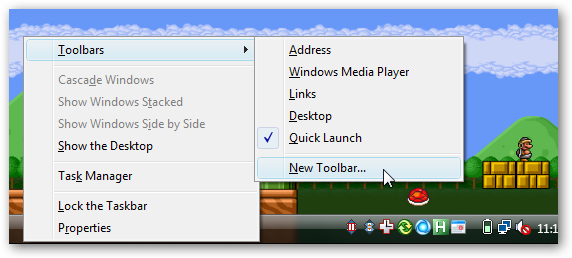 Toolbars
Cascade Windows
Show Windows Stacked
Show Windows Side by Side
Show the Desktop
Task Manager
Lock the Taskbar
Properties
Address
Windows Media Player
Links
Desktop
Quick Launch
New Toolbar...
H
11:1